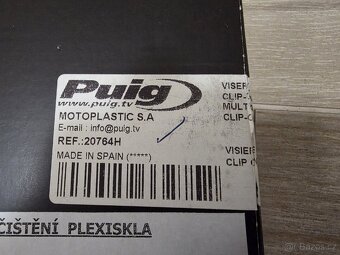 Puig
www.puig.tv
MOTOPLASTIC S.A
E-mail : info@puig.tv
REF.:20764H
MADE IN SPAIN (*****)
VISIER
CLIP-
MULT
CLIP-
VISIE
CLIP
ČIŠTĚNÍ PLEXISKLA